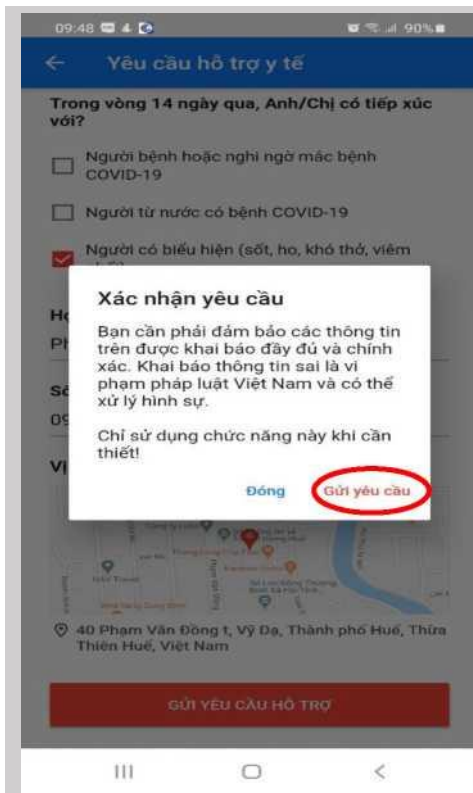 09:48
90%
Yêu cầu hỗ trợ y tế
Trong vòng 14 ngày qua, Anh/Chị có tiếp xúc
với?
Người bệnh hoặc nghi ngờ mắc bệnh
COVID-19
Người từ nước có bệnh COVID-19
Người có biểu hiện (sốt, ho, khó thở, viêm
Xác nhận yêu cầu
Bạn cần phải đảm bảo các thông tin
trên được khai báo đầy đủ và chính
xác. Khai báo thông tin sai là vi
phạm pháp luật Việt Nam và có thể
xử lý hình sự.
Chỉ sử dụng chức năng này khi cần
thiết!
Đóng
Gửi yêu cầu
09
40 Phạm Văn Đồng t, Vỹ Dạ, Thành phố Huế, Thừa
Thiên Huế, Việt Nam
GỬI YÊU CẦU HỖ TRỢ